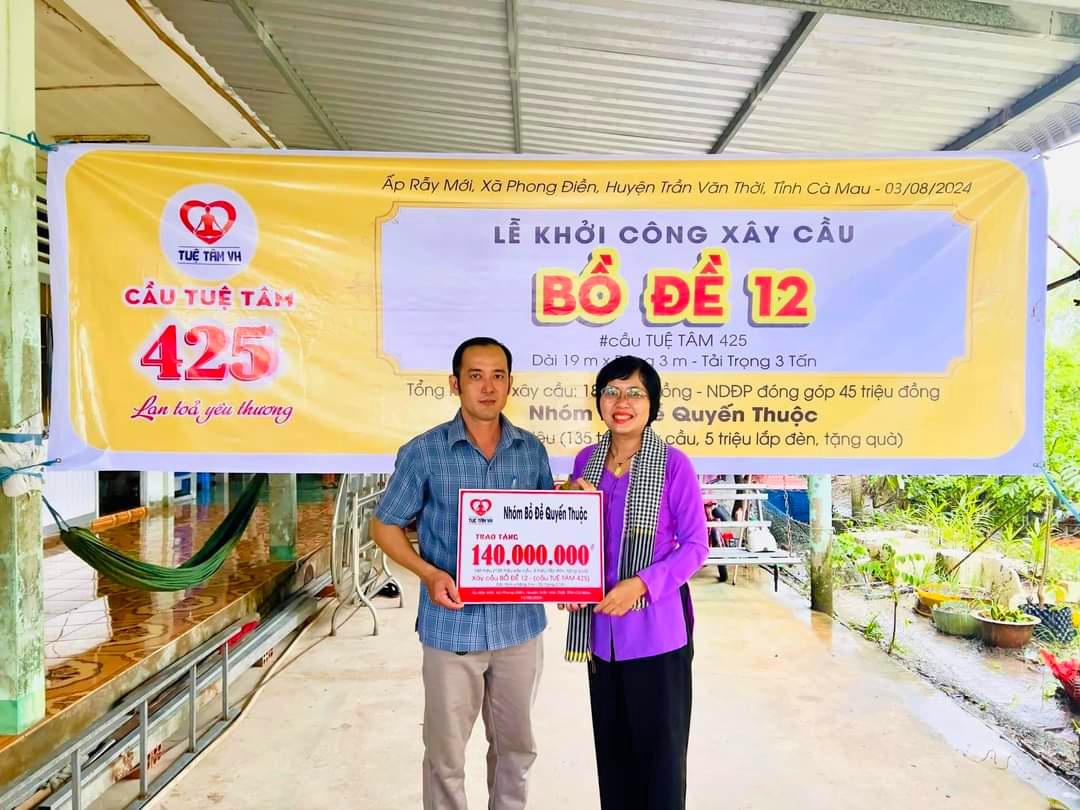 Ấp Rẫy Mới, Xã Phong Điền, Huyện Trần Văn Thời, Tỉnh Cà Mau - 03/08/2024
LỄ KHỞI CÔNG XÂY CẦU
BỒ ĐỀ 12
#cầu TUỆ TÂM 425
Dài 19 m x 3 m - Tải Trọng 3 Tấn
Tổng xây cầu: 18 đồng - NDĐP đóng góp 45 triệu đồng
Nhóm Quyến Thuộc
(135 cầu, 5 triệu lắp đèn, tặng quà)
TUỆ TÂM VH
CẦU TUỆ TÂM
425
Lan toả yêu thương
TUỆ TÂM VH
Nhóm Bồ Đề Quyến Thuộc
TRAO TẶNG
140.000.000đ
Xây cầu BỒ ĐỀ 12 - (cầu TUỆ TÂM 425)